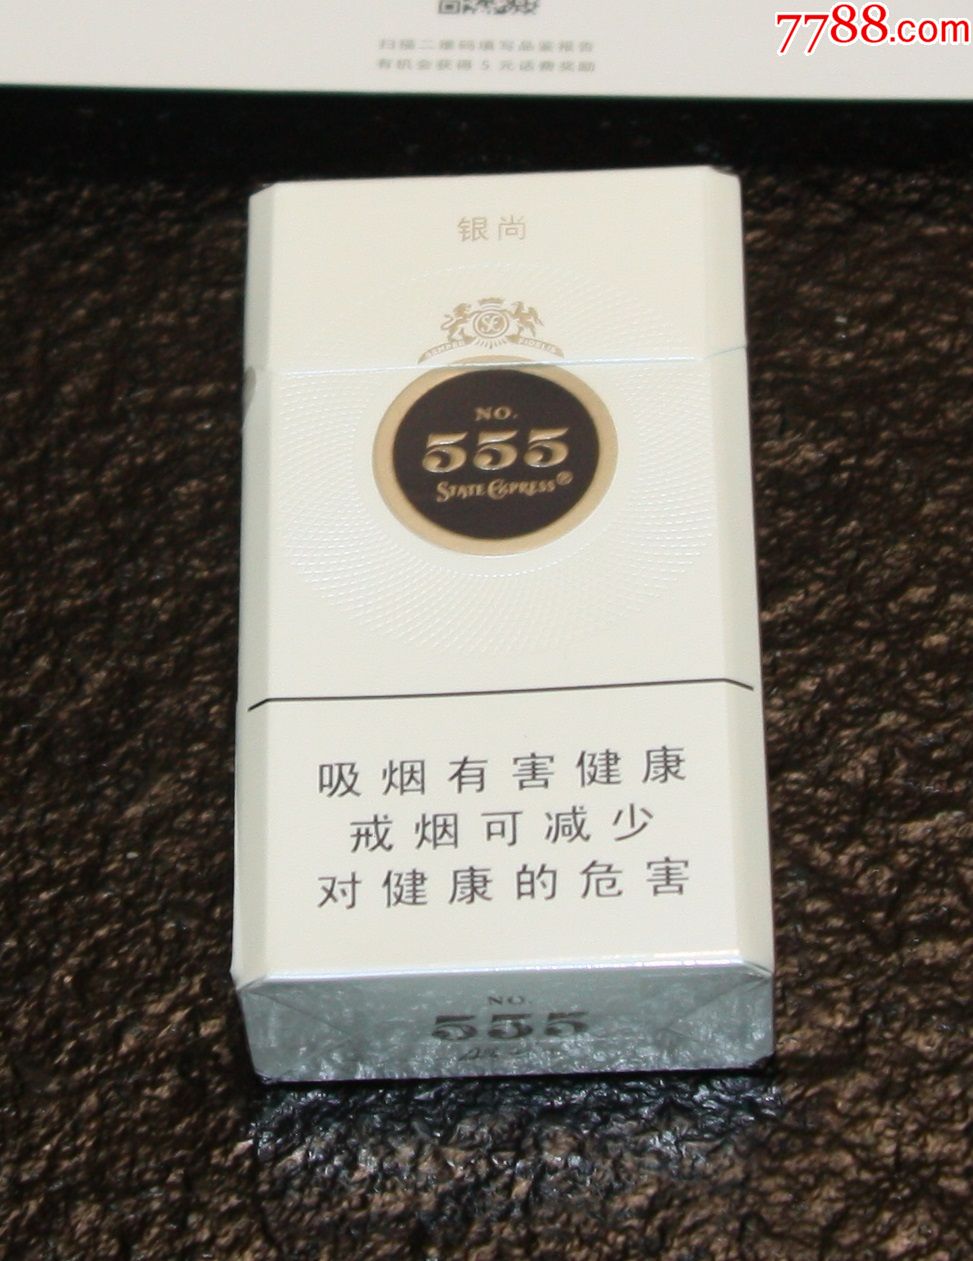 7788.com
扫描二维码填写品鉴报告
有机会获得 5 元话费奖励
银尚
SEMPER FIDELIS
NO.
555
STATE EXPRESS®
吸烟有害健康
戒烟可减少
对健康的危害
NO.
555